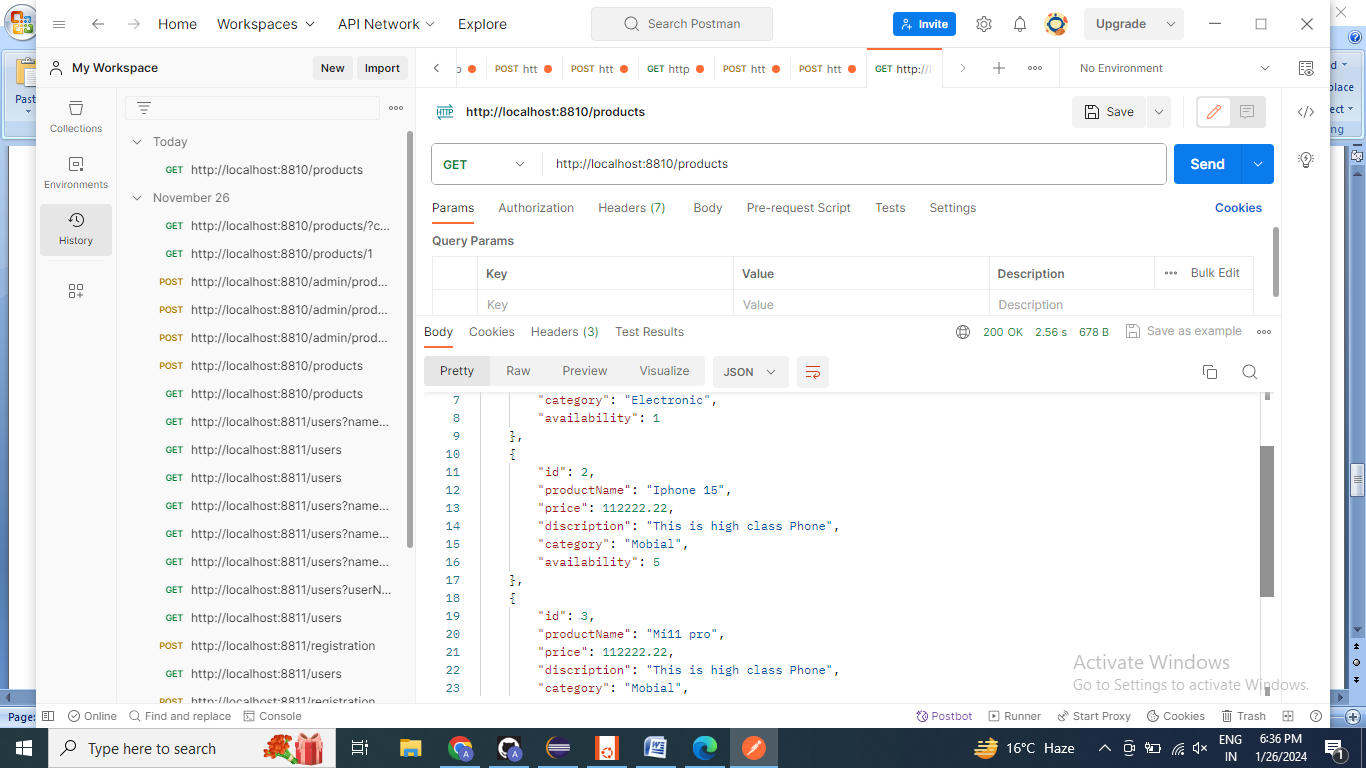 Home
Workspaces
API Network
Explore
Search Postman
Invite
Upgrade
My Workspace
New
Import
POST htt
POST htt
GET http
POST htt
POST htt
GET http://
No Environment
Past
Collections
Environments
History
Today
GET http://localhost:8810/products
November 26
GET http://localhost:8810/products/?c...
GET http://localhost:8810/products/1
POST http://localhost:8810/admin/prod...
POST http://localhost:8810/admin/prod...
POST http://localhost:8810/admin/prod...
POST http://localhost:8810/products
GET http://localhost:8810/products
GET http://localhost:8811/users?name...
GET http://localhost:8811/users
GET http://localhost:8811/users
GET http://localhost:8811/users?name...
GET http://localhost:8811/users?name...
GET http://localhost:8811/users?name...
GET http://localhost:8811/users?userN...
GET http://localhost:8811/users
POST http://localhost:8811/registration
GET http://localhost:8811/users
POST http://localhost:8811/registration
HTTP http://localhost:8810/products
Save
GET http://localhost:8810/products
Send
Params Authorization Headers (7) Body Pre-request Script Tests Settings Cookies
Query Params
Key Value Description Bulk Edit
Key Value Description
Body Cookies Headers (3) Test Results 200 OK 2.56 s 678 B Save as example
Pretty Raw Preview Visualize JSON
7 "category": "Electronic",
8 "availability": 1
9 },
10 {
11 "id": 2,
12 "productName": "Iphone 15",
13 "price": 112222.22,
14 "discription": "This is high class Phone",
15 "category": "Mobial",
16 "availability": 5
17 },
18 {
19 "id": 3,
20 "productName": "Mi11 pro",
21 "price": 112222.22,
22 "discription": "This is high class Phone",
23 "category": "Mobial",
Activate Windows
Go to Settings to activate Windows.
Page:
Online Find and replace Console Postbot Runner Start Proxy Cookies Trash
Type here to search
16°C Haze
ENG
IN
6:36 PM
1/26/2024
1